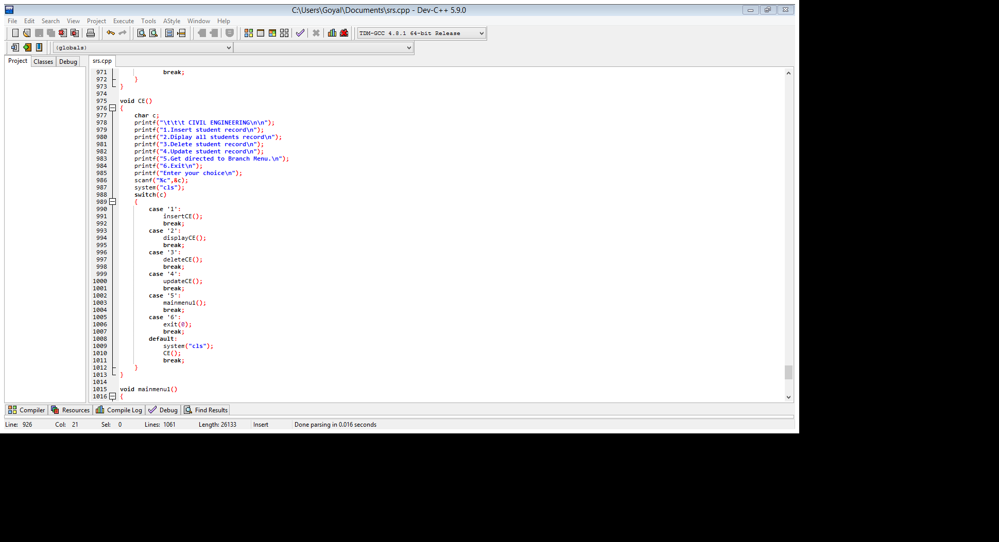 C:\Users\Goyal\Documents\srs.cpp - Dev-C++ 5.9.0
File Edit Search View Project Execute Tools AStyle Window Help
TDM-GCC 4.8.1 64-bit Release
(globals)
Project Classes Debug srs.cpp
971 break;
972 }
973 }
974
975 void CE()
976 {
977 char c;
978 printf("\t\t\t CIVIL ENGINEERING\n\n");
979 printf("1.Insert student record\n");
980 printf("2.Diplay all students record\n");
981 printf("3.Delete student record\n");
982 printf("4.Update student record\n");
983 printf("5.Get directed to Branch Menu.\n");
984 printf("6.Exit\n");
985 printf("Enter your choice\n");
986 scanf("%c",&c);
987 system("cls");
988 switch(c)
989 {
990 case '1':
991 insertCE();
992 break;
993 case '2':
994 displayCE();
995 break;
996 case '3':
997 deleteCE();
998 break;
999 case '4':
1000 updateCE();
1001 break;
1002 case '5':
1003 mainmenu1();
1004 break;
1005 case '6':
1006 exit(0);
1007 break;
1008 default:
1009 system("cls");
1010 CE();
1011 break;
1012 }
1013 }
1014
1015 void mainmenu1()
1016 {
Compiler Resources Compile Log Debug Find Results
Line: 926 Col: 21 Sel: 0 Lines: 1061 Length: 26133 Insert Done parsing in 0.016 seconds